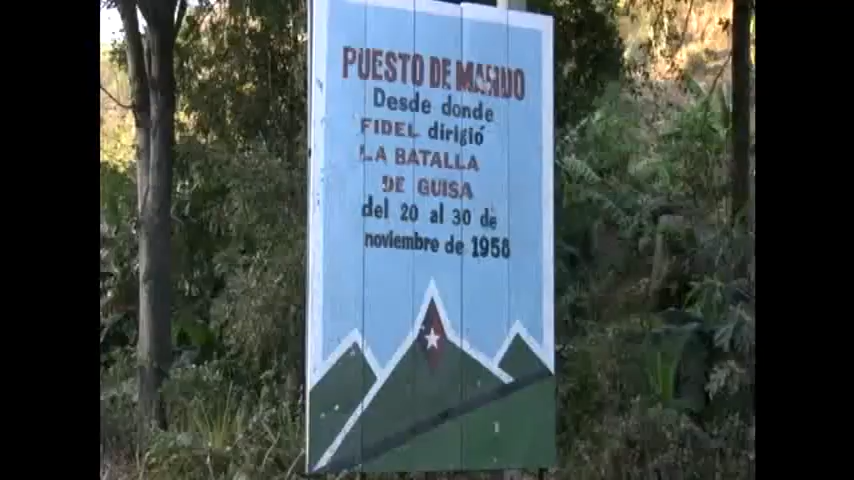 PUESTO DE MANDO
Desde donde
FIDEL dirigió
LA BATALLA
DE GUISA
del 20 al 30 de
noviembre de 1958